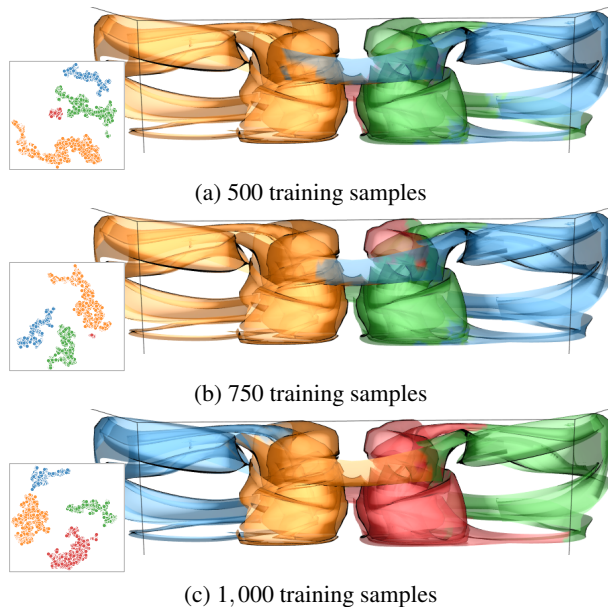 (a) 500 training samples
(b) 750 training samples
(c) 1,000 training samples